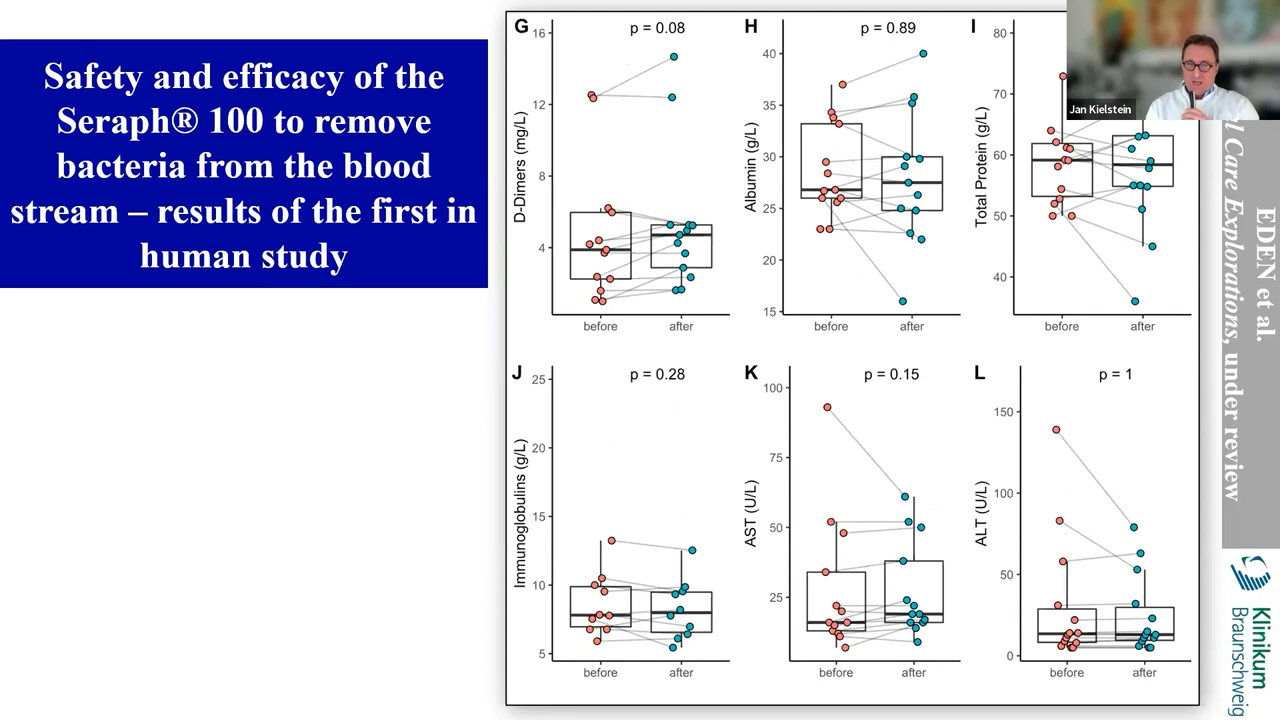 Safety and efficacy of the
Seraph® 100 to remove
bacteria from the blood
stream – results of the first in
human study
G
p = 0.08
D-Dimers (mg/L)
16
12
8
4
before
after
H
p = 0.89
Albumin (g/L)
40
35
30
25
20
15
before
after
I
Total Protein (g/L)
80
70
60
50
40
before
after
J
p = 0.28
Immunoglobulins (g/L)
25
20
15
10
5
before
after
K
p = 0.15
AST (U/L)
100
75
50
25
before
after
L
p = 1
ALT (U/L)
150
100
50
0
before
after
Jan Kielstein
EDEN et al.
Care Explorations, under review
Klinikum
Braunschweig